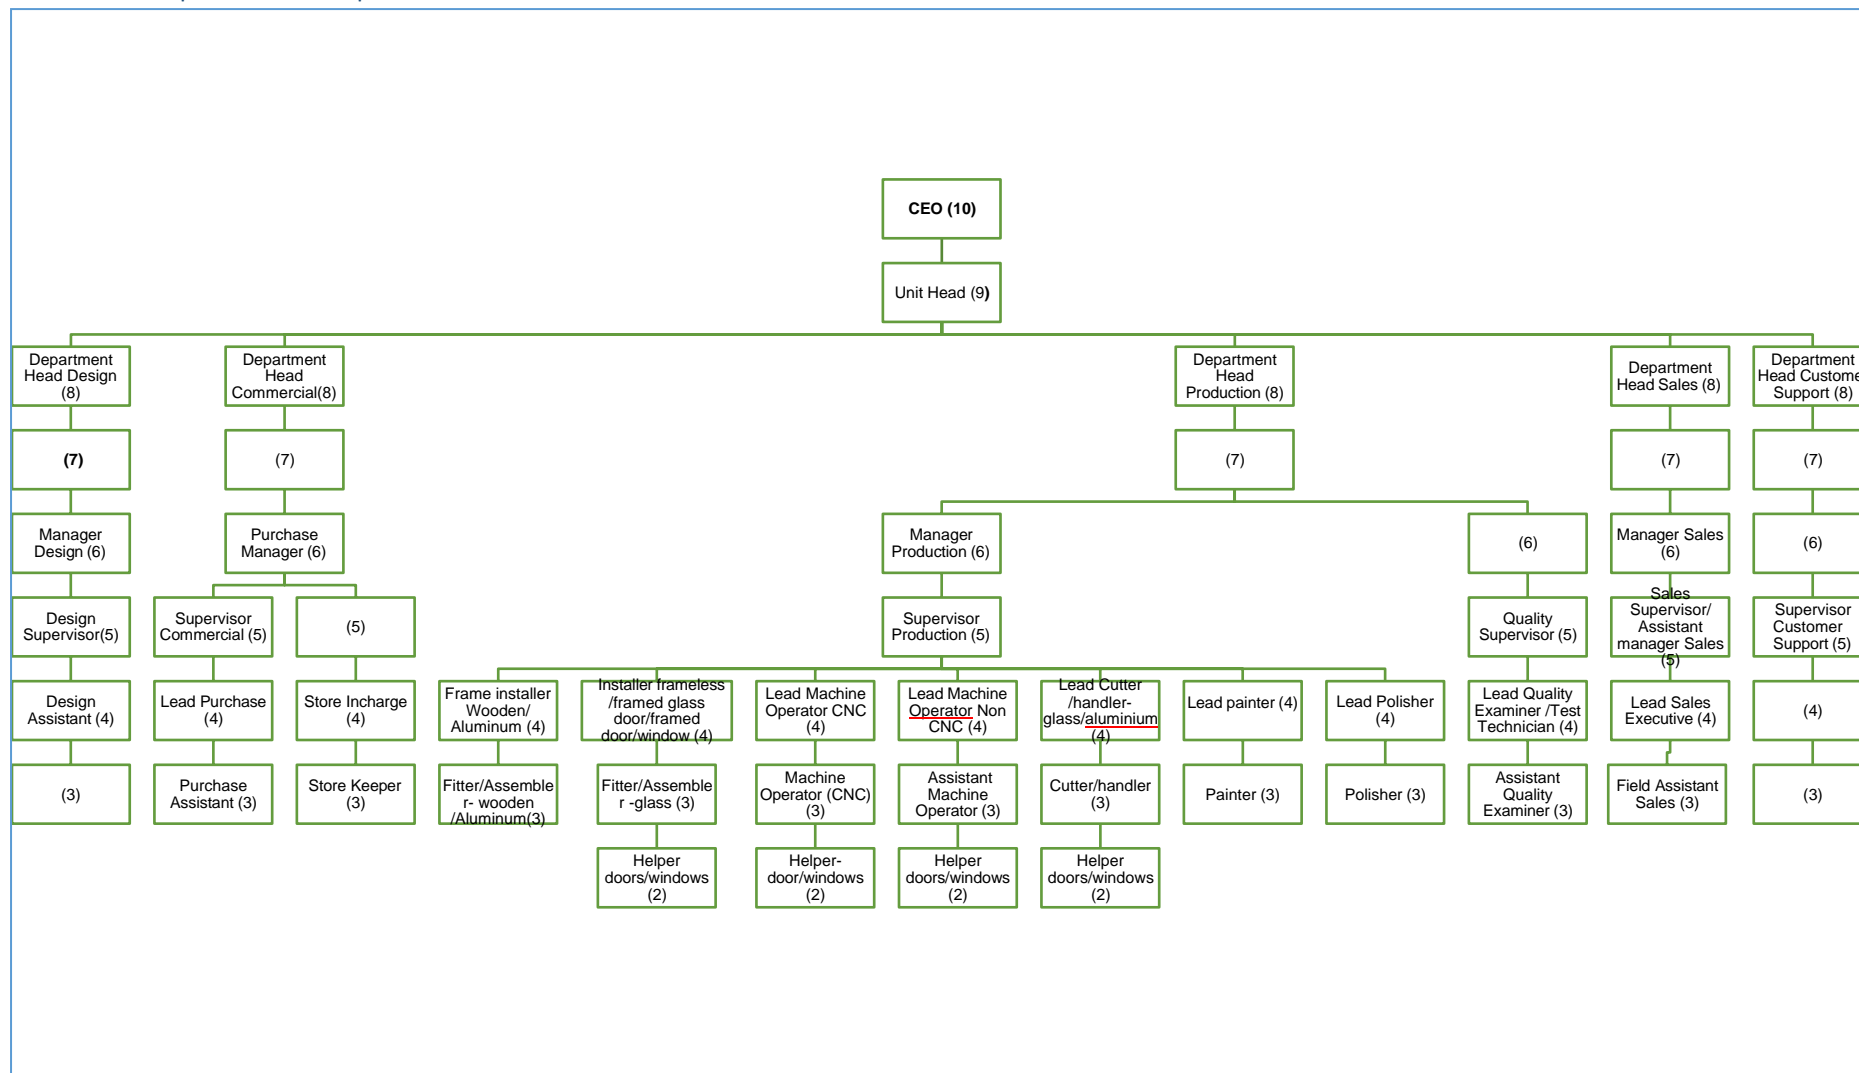 CEO (10)
Unit Head (9)
Department
Head Design
(8)
Department
Head
Commercial(8)
Department
Head
Production (8)
Department
Head Sales (8)
Department
Head Custome
Support (8)
(7)
(7)
(7)
(7)
(7)
Manager
Design (6)
Purchase
Manager (6)
Manager
Production (6)
(6)
Manager Sales
(6)
(6)
Design
Supervisor(5)
Supervisor
Commercial (5)
(5)
Supervisor
Production (5)
Quality
Supervisor (5)
Sales
Supervisor/
Assistant
manager Sales
(5)
Supervisor
Customer
Support (5)
Design
Assistant (4)
Lead Purchase
(4)
Store Incharge
(4)
Frame installer
Wooden/
Aluminum (4)
Installer frameless
/framed glass
door/framed
door/window (4)
Lead Machine
Operator CNC
(4)
Lead Machine
Operator Non
CNC (4)
Lead Cutter
/handler-
glass/aluminium
(4)
Lead painter (4)
Lead Polisher
(4)
Lead Quality
Examiner /Test
Technician (4)
Lead Sales
Executive (4)
(4)
(3)
Purchase
Assistant (3)
Store Keeper
(3)
Fitter/Assemble
r- wooden
/Aluminum(3)
Fitter/Assemble
r -glass (3)
Machine
Operator (CNC)
(3)
Assistant
Machine
Operator (3)
Cutter/handler
(3)
Painter (3)
Polisher (3)
Assistant
Quality
Examiner (3)
Field Assistant
Sales (3)
(3)
Helper
doors/windows
(2)
Helper-
door/windows
(2)
Helper
doors/windows
(2)
Helper
doors/windows
(2)